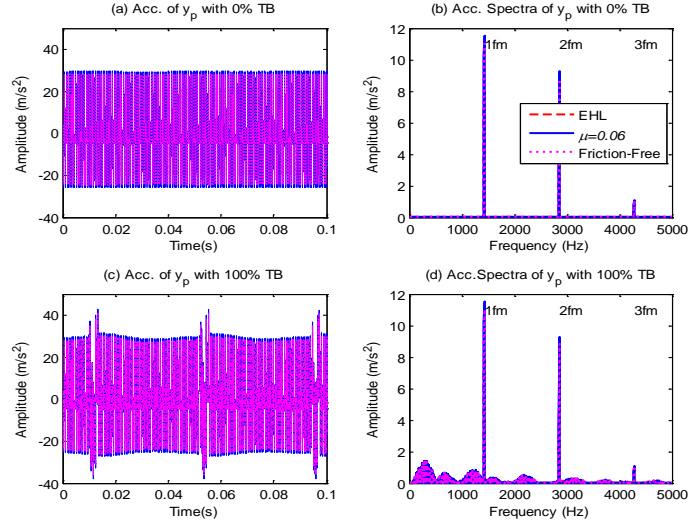 (a) Acc. of y_p with 0% TB
Amplitude (m/s²)
40
20
0
-20
-40
0 0.02 0.04 0.06 0.08 0.1
Time(s)
(b) Acc. Spectra of y_p with 0% TB
Amplitude (m/s²)
12
10
8
6
4
2
0
1fm 2fm 3fm
EHL
μ=0.06
Friction-Free
0 1000 2000 3000 4000 5000
Frequency (Hz)
(c) Acc. of y_p with 100% TB
Amplitude (m/s²)
40
20
0
-20
-40
0 0.02 0.04 0.06 0.08 0.1
Time(s)
(d) Acc.Spectra of y_p with 100% TB
Amplitude (m/s²)
12
10
8
6
4
2
0
1fm 2fm 3fm
0 1000 2000 3000 4000 5000
Frequency (Hz)